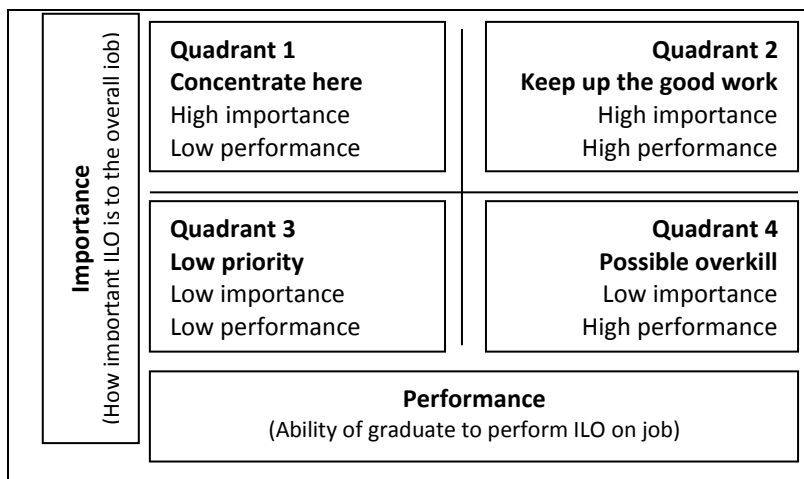 Importance
(How important ILO is to the overall job)
Quadrant 1
Concentrate here
High importance
Low performance
Quadrant 2
Keep up the good work
High importance
High performance
Quadrant 3
Low priority
Low importance
Low performance
Quadrant 4
Possible overkill
Low importance
High performance
Performance
(Ability of graduate to perform ILO on job)